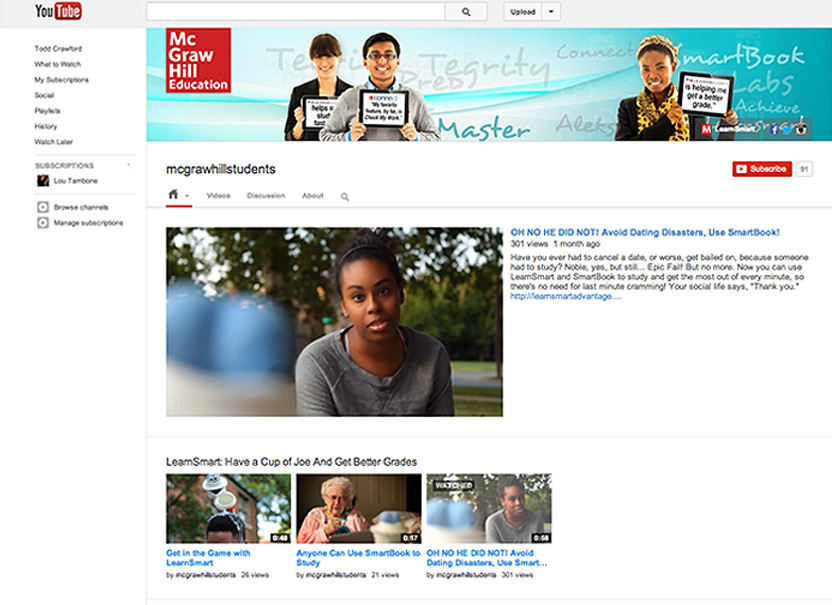 YouTube
Upload
Todd Crawford
What to Watch
My Subscriptions
Social
Playlists
History
Watch Later
SUBSCRIPTIONS
Lou Tambone
Browse channels
Manage subscriptions
Mc
Graw
Hill
Education
Tegrity
Prep
Connect
SmartBook
Labs
Achieve
Master
Aleks
helps
stud
fast
connect
"My favorite
feature, by far, is
Check My Work."
is helping me
get a better
grade."
M LearnSmart
mcgrawhillstudents
Subscribe 91
Videos Discussion About
OH NO HE DID NOT! Avoid Dating Disasters, Use SmartBook!
301 views 1 month ago
Have you ever had to cancel a date, or worse, get bailed on, because someone
had to study? Noble, yes, but still... Epic Fail! But no more. Now you can use
LearnSmart and SmartBook to study and get the most out of every minute, so
there's no need for last minute cramming! Your social life says, "Thank you."
http://learnsmartadvantage....
LearnSmart: Have a Cup of Joe And Get Better Grades
0:48
Get in the Game with
LearnSmart
by mcgrawhillstudents 26 views
0:57
Anyone Can Use SmartBook to
Study
by mcgrawhillstudents 21 views
WATCHED
0:58
OH NO HE DID NOT! Avoid
Dating Disasters, Use Smart...
by mcgrawhillstudents 301 views